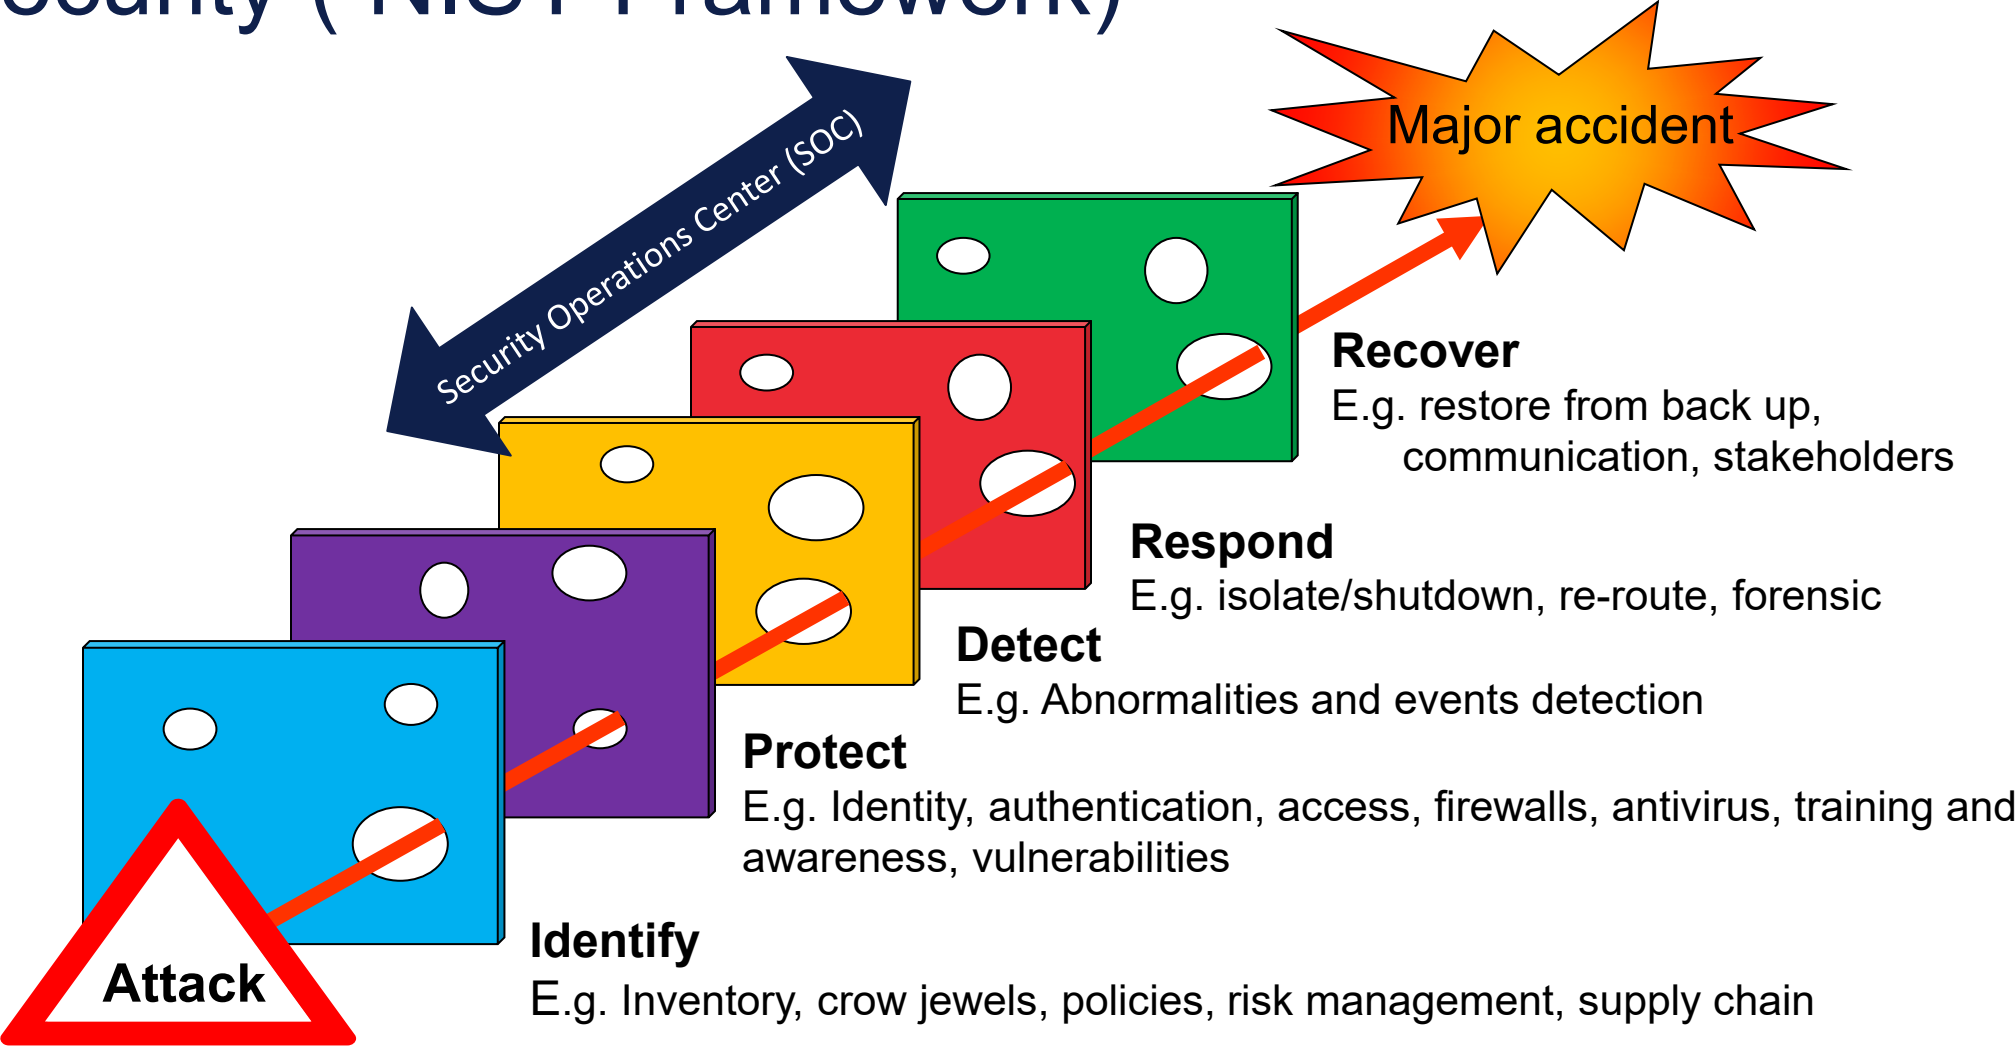 (NIST Framework)
Major accident
Security Operations Center (SOC)
Recover
E.g. restore from back up,
communication, stakeholders
Respond
E.g. isolate/shutdown, re-route, forensic
Detect
E.g. Abnormalities and events detection
Protect
E.g. Identity, authentication, access, firewalls, antivirus, training and
awareness, vulnerabilities
Identify
E.g. Inventory, crow jewels, policies, risk management, supply chain
Attack